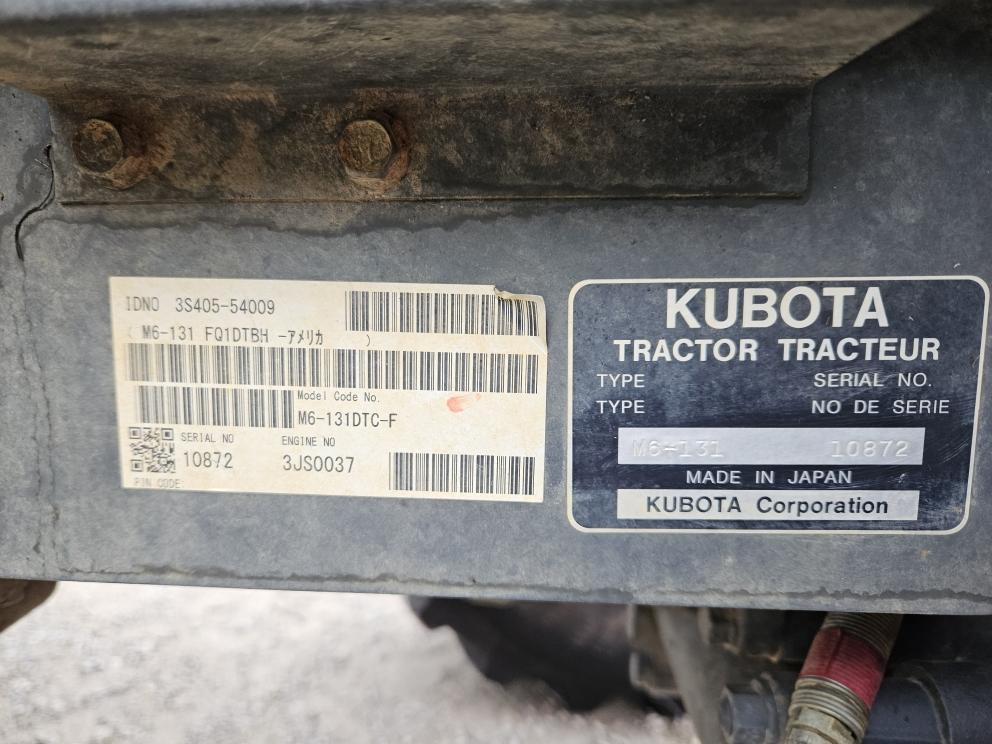 IDNO 3S405-54009
( M6-131 FQ1DTBH -アメリカ )
Model Code No.
M6-131DTC-F
SERIAL NO ENGINE NO
10872 3JS0037
PIN CODE:
KUBOTA
TRACTOR TRACTEUR
TYPE SERIAL NO.
TYPE NO DE SERIE
M6-131 10872
MADE IN JAPAN
KUBOTA Corporation